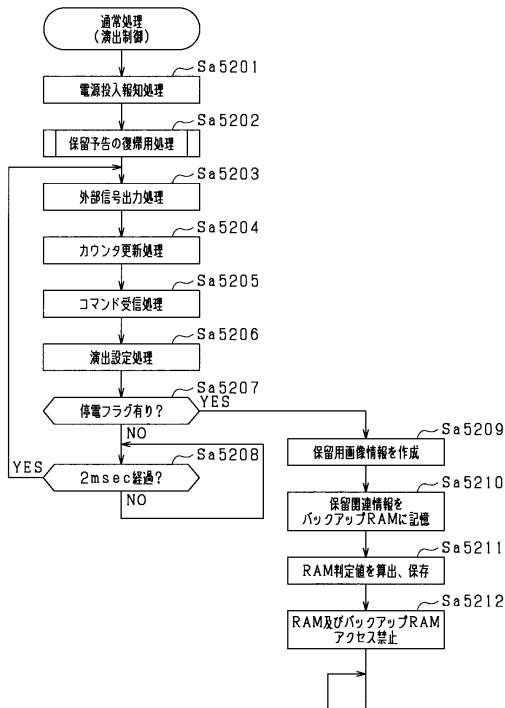 通常処理
(演出制御)
Sa5201
電源投入報知処理
Sa5202
保留予告の復帰用処理
Sa5203
外部信号出力処理
Sa5204
カウンタ更新処理
Sa5205
コマンド受信処理
Sa5206
演出設定処理
Sa5207
停電フラグ有り?
YES
NO
Sa5208
YES
2msec経過?
NO
Sa5209
保留用画像情報を作成
Sa5210
保留関連情報を
バックアップRAMに記憶
Sa5211
RAM判定値を算出、保存
Sa5212
RAM及びバックアップRAM
アクセス禁止